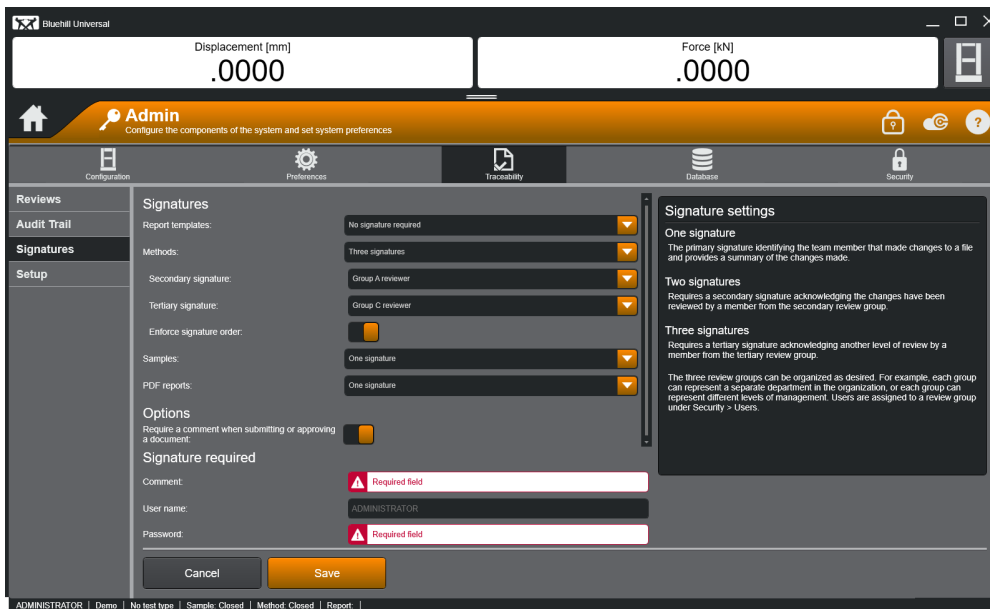 Bluehill Universal
Displacement [mm]
.0000
Force [kN]
.0000
Admin
Configure the components of the system and set system preferences
?
Configuration
Preferences
Traceability
Database
Security
Reviews
Audit Trail
Signatures
Setup
Signatures
Report templates:
No signature required
Methods:
Three signatures
Secondary signature:
Group A reviewer
Tertiary signature:
Group C reviewer
Enforce signature order:
Samples:
One signature
PDF reports:
One signature
Options
Require a comment when submitting or approving
a document:
Signature required
Comment:
Required field
User name:
ADMINISTRATOR
Password:
Required field
Cancel
Save
Signature settings
One signature
The primary signature identifying the team member that made changes to a file
and provides a summary of the changes made.
Two signatures
Requires a secondary signature acknowledging the changes have been
reviewed by a member from the secondary review group.
Three signatures
Requires a tertiary signature acknowledging another level of review by a
member from the tertiary review group.
The three review groups can be organized as desired. For example, each group
can represent a separate department in the organization, or each group can
represent different levels of management. Users are assigned to a review group
under Security > Users.
ADMINISTRATOR | Demo | No test type | Sample: Closed | Method: Closed | Report: |